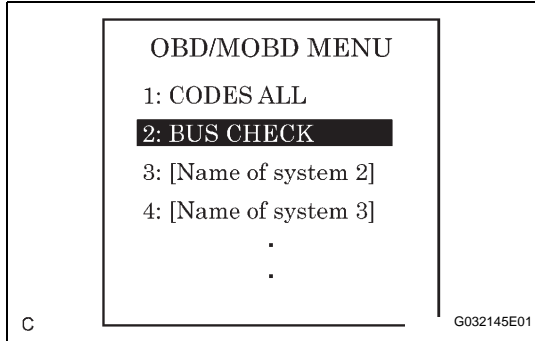 OBD/MOBD MENU
1: CODES ALL
2: BUS CHECK
3: [Name of system 2]
4: [Name of system 3]
.
.
C
G032145E01